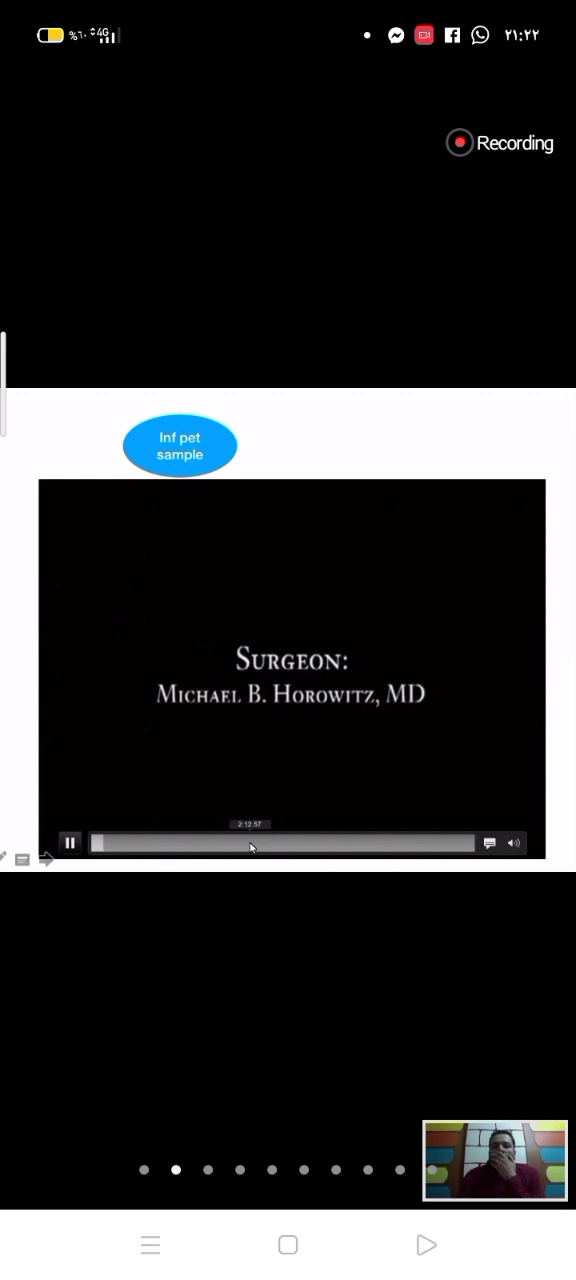 %٦٠ 4G
٢١:٢٢
Recording
Inf pet
sample
SURGEON:
MICHAEL B. HOROWITZ, MD
2:12.57